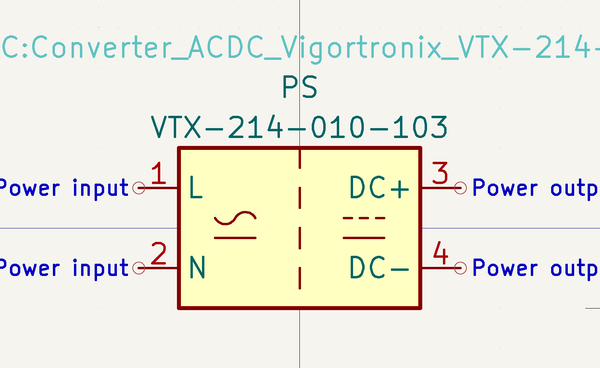 C:Converter_ACDC_Vigortronix_VTX-214-
PS
VTX-214-010-103
Power input 1 L DC+ 3 Power outp
Power input 2 N DC- 4 Power outp